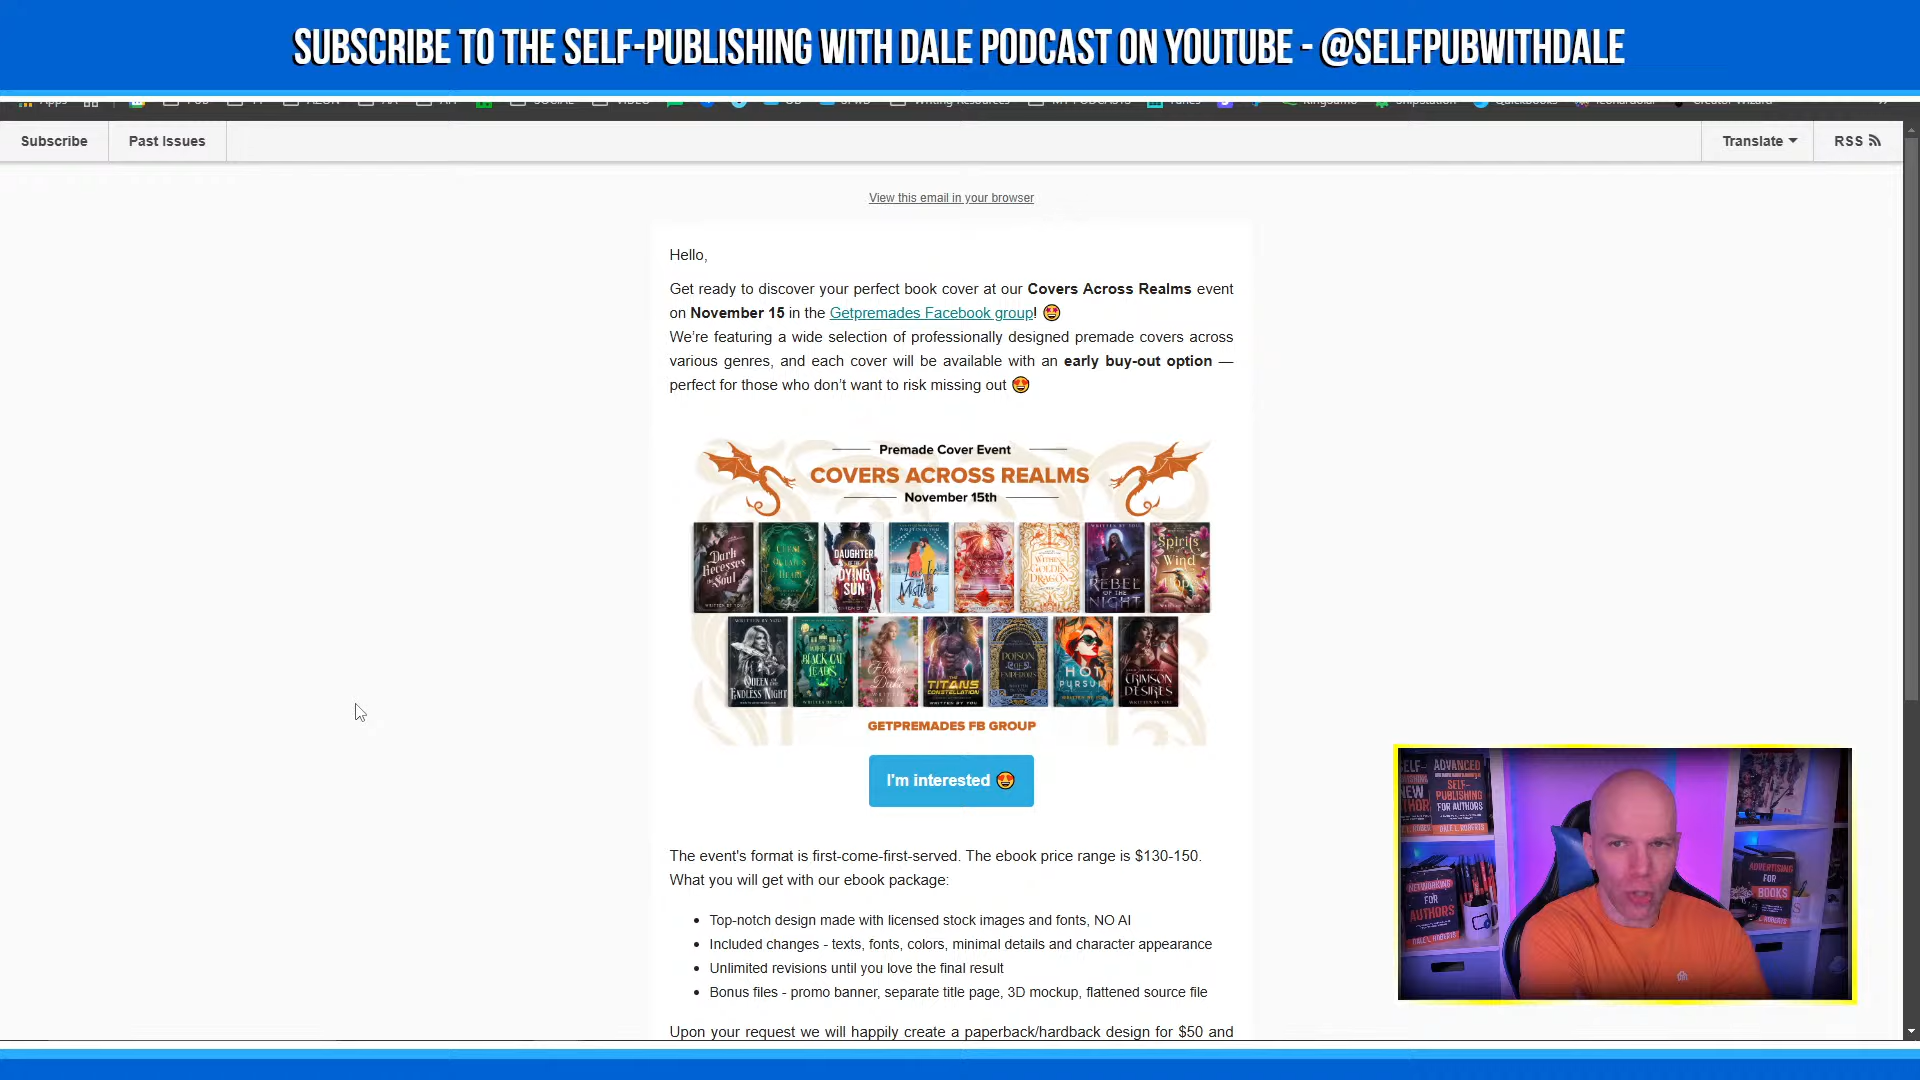 SUBSCRIBE TO THE SELF-PUBLISHING WITH DALE PODCAST ON YOUTUBE - @SELFPUBWITHDALE
Subscribe
Past Issues
Translate
RSS
View this email in your browser
Hello,
Get ready to discover your perfect book cover at our Covers Across Realms event
on November 15 in the Getpremades Facebook group! 🤩
We're featuring a wide selection of professionally designed premade covers across
various genres, and each cover will be available with an early buy-out option —
perfect for those who don't want to risk missing out 🤩
Premade Cover Event
COVERS ACROSS REALMS
November 15th
Dark
Recesses
of the
Soul
DAUGHTER
DYING
SUN
Mistletoe
WITHIN
GOLDEN
DRAGON
REBEL
OF THE
NIGHT
Spirits
of
Wind
QUEEN OF
ENDLESS NIGHT
BLACK CAT
LEADS
THE
TITANS
CONSTELLATION
POISON
OF
EMPERORS
HOT
PURSUIT
CRIMSON
DESIRES
GETPREMADES FB GROUP
I'm interested 🤩
The event's format is first-come-first-served. The ebook price range is $130-150.
What you will get with our ebook package:
• Top-notch design made with licensed stock images and fonts, NO AI
• Included changes - texts, fonts, colors, minimal details and character appearance
• Unlimited revisions until you love the final result
• Bonus files - promo banner, separate title page, 3D mockup, flattened source file
Upon your request we will happily create a paperback/hardback design for $50 and
ADVANCED
SELF-
PUBLISHING
FOR AUTHORS
NETWORKING
FOR
AUTHORS
ADVERTISING
FOR
BOOKS